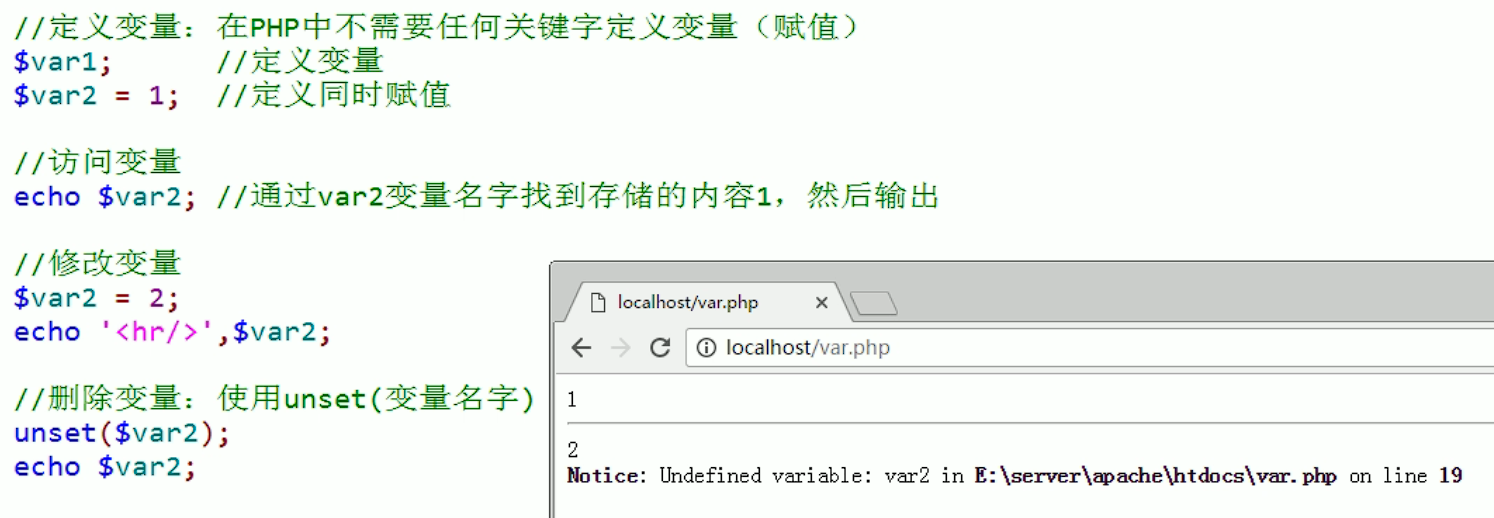 //定义变量：在PHP中不需要任何关键字定义变量（赋值）
$var1;      //定义变量
$var2 = 1;  //定义同时赋值
//访问变量
echo $var2; //通过var2变量名字找到存储的内容1，然后输出
//修改变量
$var2 = 2;
echo '<hr/>',$var2;
//删除变量：使用unset(变量名字)
unset($var2);
echo $var2;
localhost/var.php
localhost/var.php
1
2
Notice: Undefined variable: var2 in E:\server\apache\htdocs\var.php on line 19